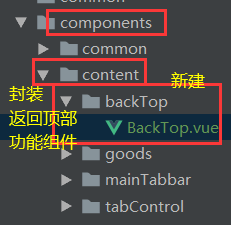 common
components
common
content
新建
封装
backTop
返回顶部
BackTop.vue
功能组件
goods
mainTabbar
tabControl